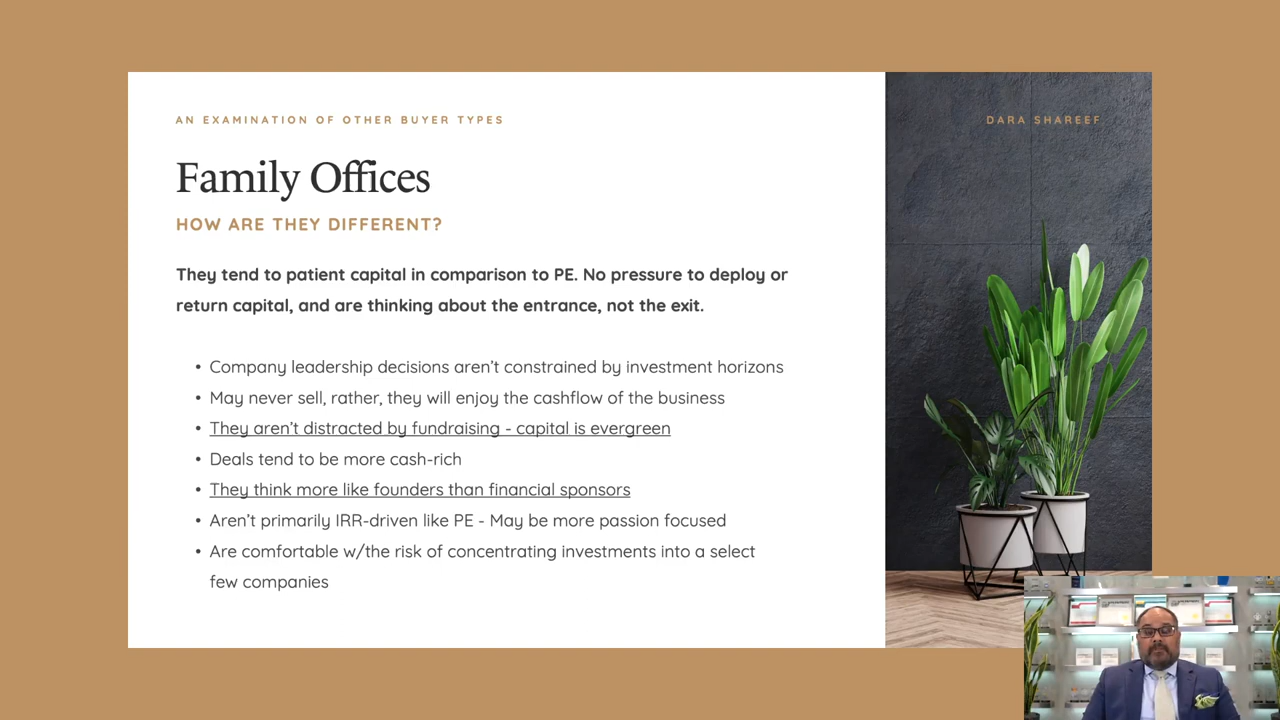 AN EXAMINATION OF OTHER BUYER TYPES
DARA SHAREEF
Family Offices
HOW ARE THEY DIFFERENT?
They tend to patient capital in comparison to PE. No pressure to deploy or
return capital, and are thinking about the entrance, not the exit.
• Company leadership decisions aren't constrained by investment horizons
• May never sell, rather, they will enjoy the cashflow of the business
• They aren't distracted by fundraising - capital is evergreen
• Deals tend to be more cash-rich
• They think more like founders than financial sponsors
• Aren't primarily IRR-driven like PE - May be more passion focused
• Are comfortable w/the risk of concentrating investments into a select
few companies